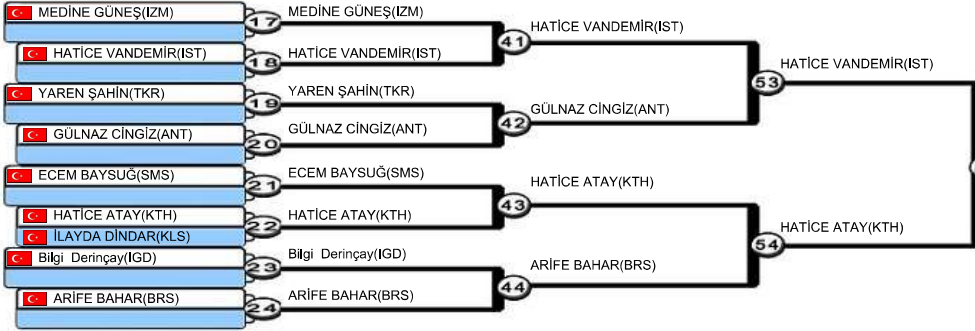 MEDİNE GÜNEŞ(IZM)
HATİCE VANDEMİR(IST)
YAREN ŞAHİN(TKR)
GÜLNAZ CİNGİZ(ANT)
ECEM BAYSUĞ(SMS)
HATİCE ATAY(KTH)
İLAYDA DİNDAR(KLS)
Bilgi Derinçay(IGD)
ARİFE BAHAR(BRS)
17
18
19
20
21
22
23
24
MEDİNE GÜNEŞ(IZM)
HATİCE VANDEMİR(IST)
YAREN ŞAHİN(TKR)
GÜLNAZ CİNGİZ(ANT)
ECEM BAYSUĞ(SMS)
HATİCE ATAY(KTH)
Bilgi Derinçay(IGD)
ARİFE BAHAR(BRS)
41
42
43
44
HATİCE VANDEMİR(IST)
GÜLNAZ CİNGİZ(ANT)
HATİCE ATAY(KTH)
ARİFE BAHAR(BRS)
53
54
HATİCE VANDEMİR(IST)
HATİCE ATAY(KTH)